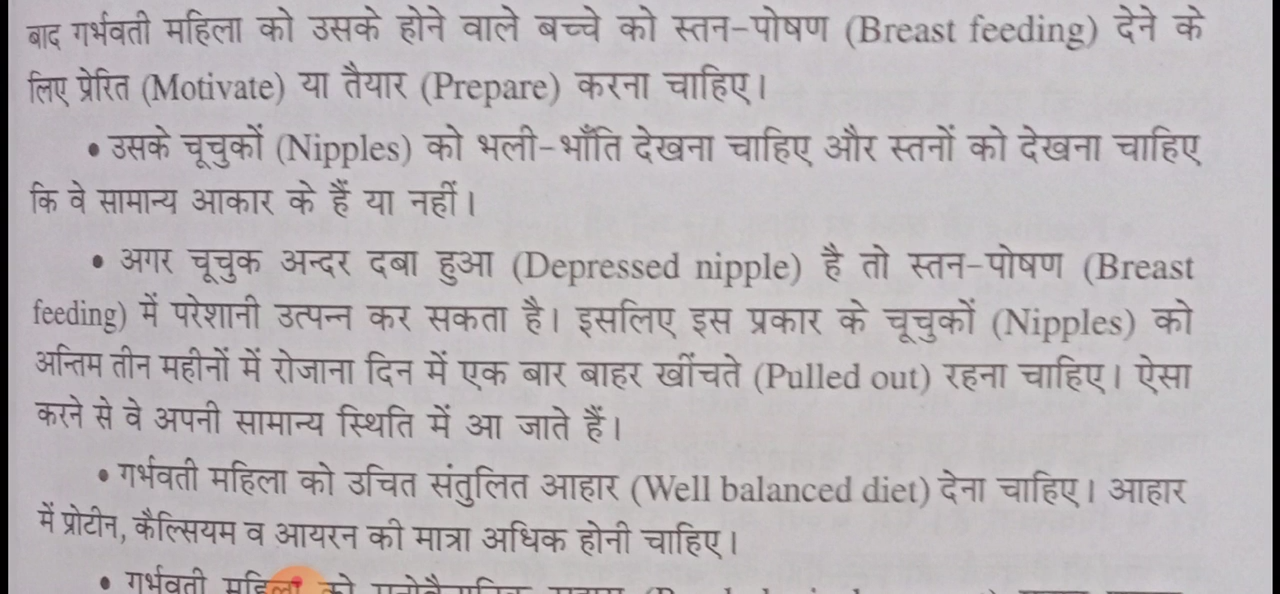 बाद गर्भवती महिला को उसके होने वाले बच्चे को स्तन-पोषण (Breast feeding) देने के
लिए प्रेरित (Motivate) या तैयार (Prepare) करना चाहिए।
• उसके चूचुकों (Nipples) को भली-भाँति देखना चाहिए और स्तनों को देखना चाहिए
कि वे सामान्य आकार के हैं या नहीं।
• अगर चूचुक अन्दर दबा हुआ (Depressed nipple) है तो स्तन-पोषण (Breast
feeding) में परेशानी उत्पन्न कर सकता है। इसलिए इस प्रकार के चूचुकों (Nipples) को
अन्तिम तीन महीनों में रोजाना दिन में एक बार बाहर खींचते (Pulled out) रहना चाहिए। ऐसा
करने से वे अपनी सामान्य स्थिति में आ जाते हैं।
• गर्भवती महिला को उचित संतुलित आहार (Well balanced diet) देना चाहिए। आहार
में प्रोटीन, कैल्सियम व आयरन की मात्रा अधिक होनी चाहिए।
• गर्भवती महिला को